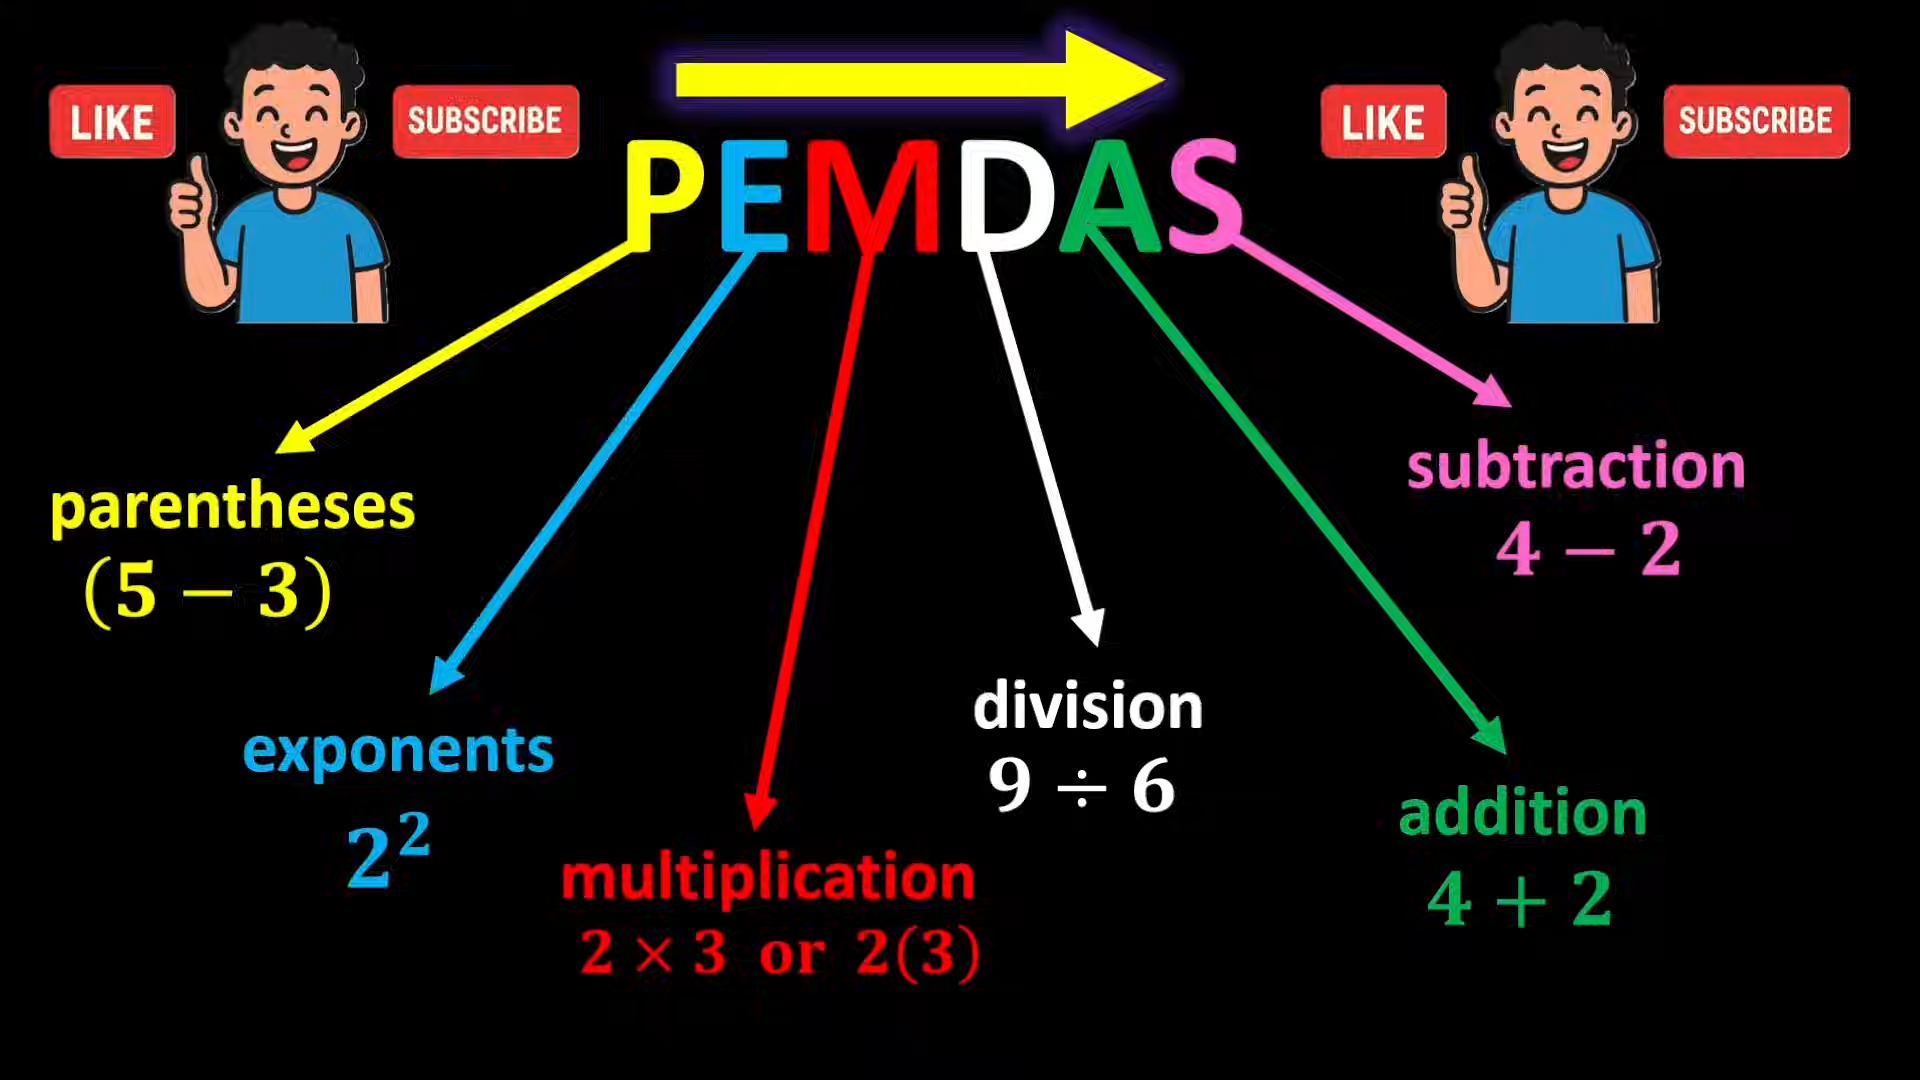 LIKE
SUBSCRIBE
LIKE
SUBSCRIBE
PEMDAS
parentheses
(5 − 3)
exponents
2²
multiplication
2 × 3 or 2(3)
division
9 ÷ 6
addition
4 + 2
subtraction
4 − 2